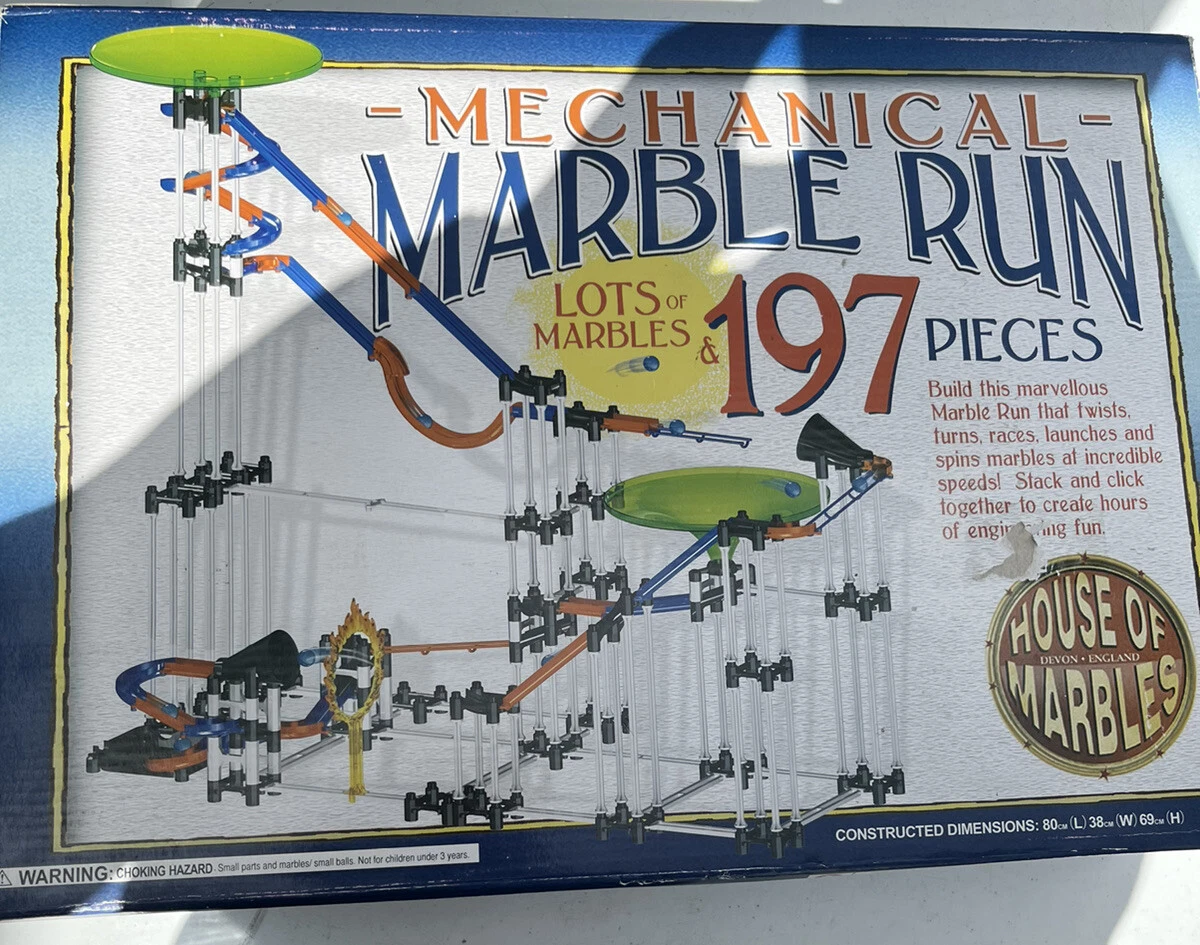 - MECHANICAL -
MARBLE RUN
LOTS OF
MARBLES
& 197 PIECES
Build this marvellous
Marble Run that twists,
turns, races, launches and
spins marbles at incredible
speeds! Stack and click
together to create hours
of fun.
HOUSE OF
DEVON • ENGLAND
MARBLES
CONSTRUCTED DIMENSIONS: 80CM (L) 38CM (W) 69CM (H)
WARNING: CHOKING HAZARD. Small parts and marbles/ small balls. Not for children under 3 years.